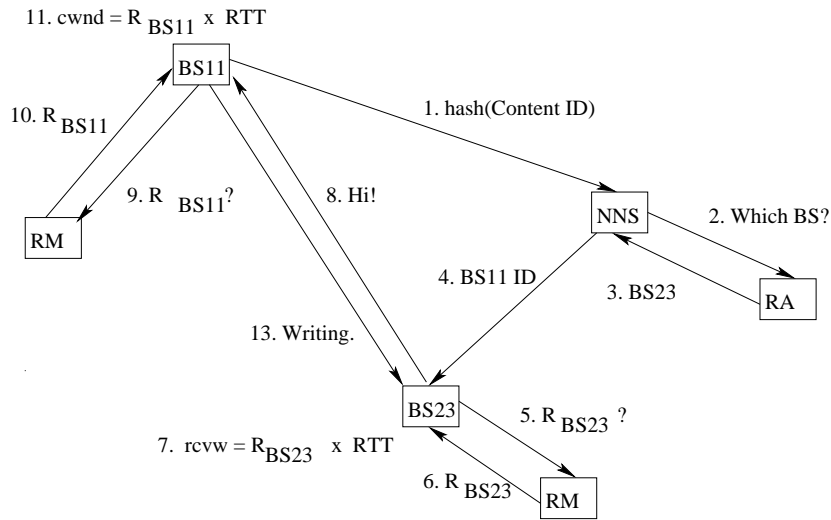 11. cwnd = R BS11 x RTT
BS11
1. hash(Content ID)
10. R BS11
9. R BS11?
8. Hi!
NNS
2. Which BS?
RM
4. BS11 ID
3. BS23
RA
13. Writing.
BS23
5. R BS23 ?
7. rcvw = R BS23 x RTT
6. R BS23
RM